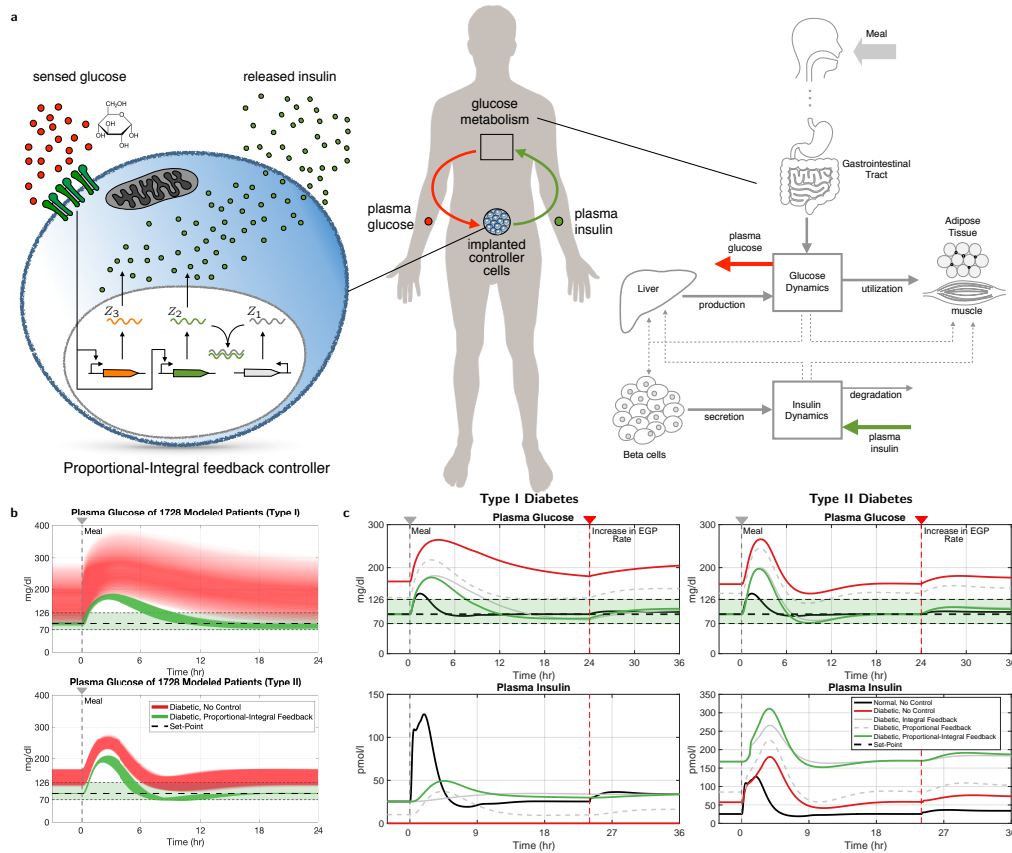 a
sensed glucose
released insulin
CH₂OH
O
OH
OH
OH
OH
Z3
Z2
Z1
Proportional-Integral feedback controller
glucose
metabolism
plasma
glucose
plasma
insulin
implanted
controller
cells
Meal
Gastrointestinal
Tract
plasma
glucose
Adipose
Tissue
Liver
Glucose
Dynamics
production
utilization
muscle
Insulin
Dynamics
secretion
degradation
Beta cells
plasma
insulin
b
Plasma Glucose of 1728 Modeled Patients (Type I)
Meal
mg/dl
400
300
200
126
70
0
0 6 12 18 24
Time (hr)
Plasma Glucose of 1728 Modeled Patients (Type II)
Meal
Diabetic, No Control
Diabetic, Proportional-Integral Feedback
Set-Point
mg/dl
400
300
200
126
70
0
0 6 12 18 24
Time (hr)
c
Type I Diabetes
Plasma Glucose
Meal
Increase in EGP
Rate
mg/dl
300
200
126
70
0
0 6 12 18 24 30 36
Time (hr)
Plasma Insulin
pmol/l
150
100
50
0
0 9 18 27 36
Time (hr)
Type II Diabetes
Plasma Glucose
Meal
Increase in EGP
Rate
mg/dl
300
200
126
70
0
0 6 12 18 24 30 36
Time (hr)
Plasma Insulin
Normal, No Control
Diabetic, No Control
Diabetic, Integral Feedback
Diabetic, Proportional Feedback
Diabetic, Proportional-Integral Feedback
Set-Point
pmol/l
350
300
250
200
150
100
50
0
0 9 18 27 36
Time (hr)